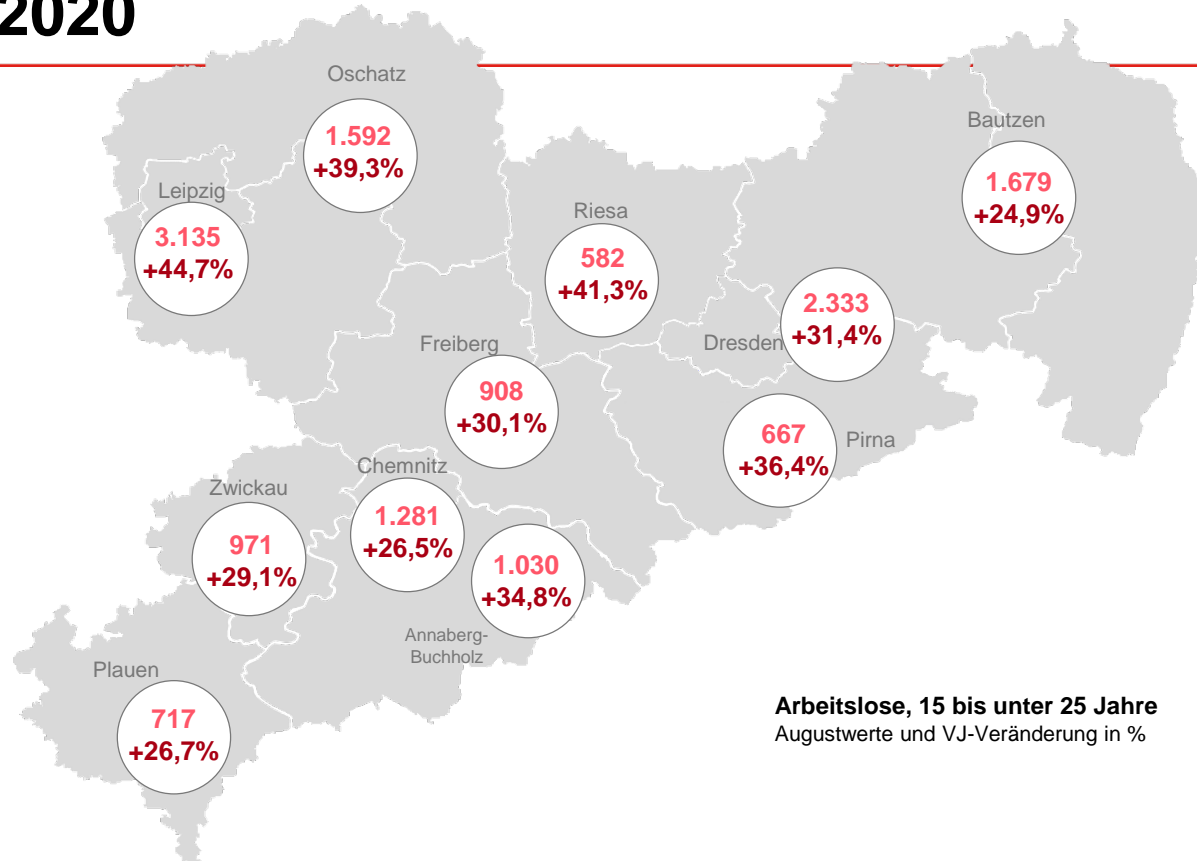 2020
Oschatz
1.592
+39,3%
Bautzen
1.679
+24,9%
Leipzig
3.135
+44,7%
Riesa
582
+41,3%
Dresden
2.333
+31,4%
Freiberg
908
+30,1%
667
+36,4%
Pirna
Chemnitz
1.281
+26,5%
Zwickau
971
+29,1%
1.030
+34,8%
Annaberg-
Buchholz
Plauen
717
+26,7%
Arbeitslose, 15 bis unter 25 Jahre
Augustwerte und VJ-Veränderung in %